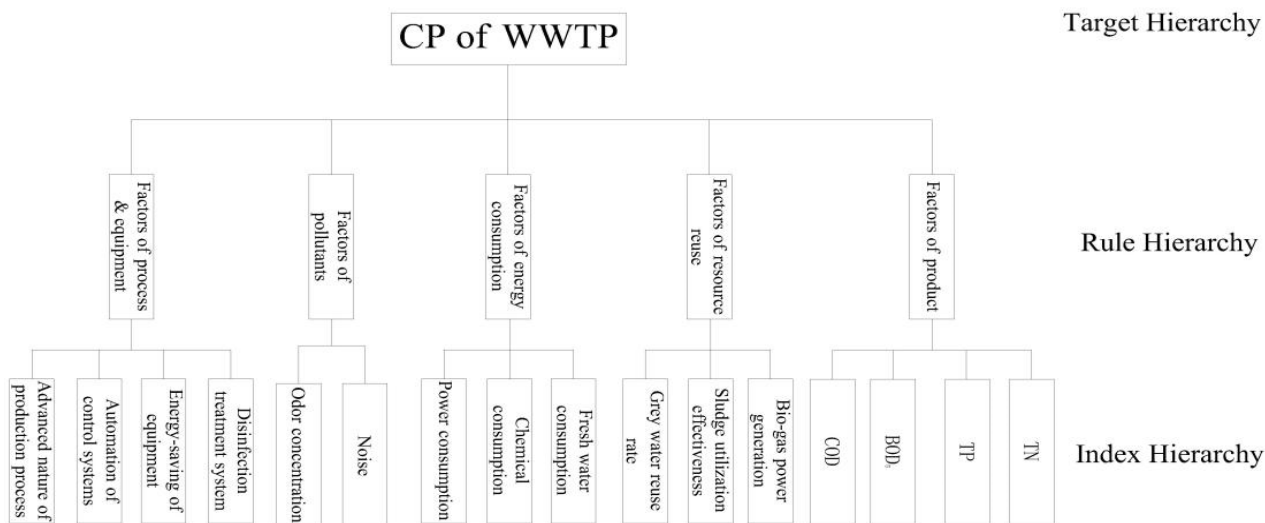 CP of WWTP
Target Hierarchy
Factors of process
& equipment
Factors of
pollutants
Factors of energy
consumption
Factors of resource
reuse
Factors of product
Rule Hierarchy
Advanced nature of
production process
Automation of
control systems
Energy-saving of
equipment
Disinfection
treatment system
Odor concentration
Noise
Power consumption
Chemical
consumption
Fresh water
consumption
Grey water reuse
rate
Sludge utilization
effectiveness
Bio-gas power
generation
COD
BOD₅
TP
TN
Index Hierarchy